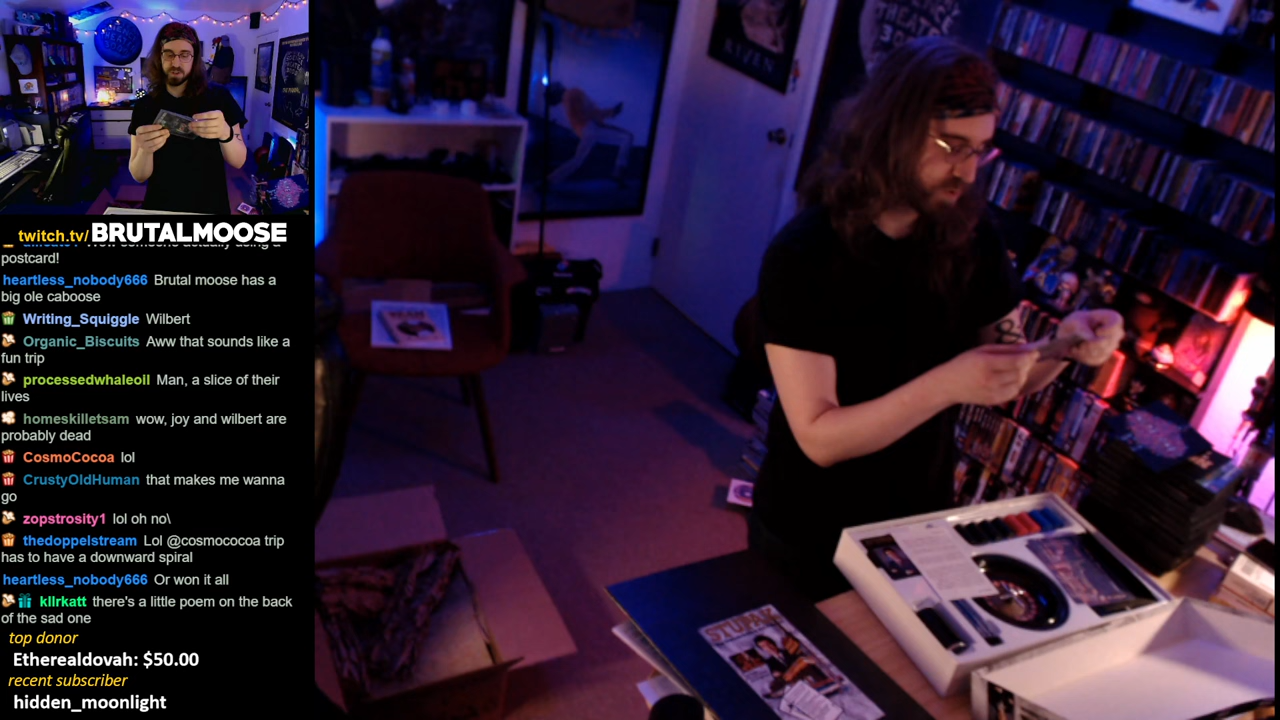 twitch.tv/BRUTALMOOSE
postcard!
heartless_nobody666 Brutal moose has a
big ole caboose
Writing_Squiggle Wilbert
Organic_Biscuits Aww that sounds like a
fun trip
processedwhaleoil Man, a slice of their
lives
homeskilletsam wow, joy and wilbert are
probably dead
CosmoCocoa lol
CrustyOldHuman that makes me wanna
go
zopstrosity1 lol oh no\
thedoppelstream Lol @cosmococoa trip
has to have a downward spiral
heartless_nobody666 Or won it all
kllrkatt there's a little poem on the back
of the sad one
top donor
Etherealdovah: $50.00
recent subscriber
hidden_moonlight